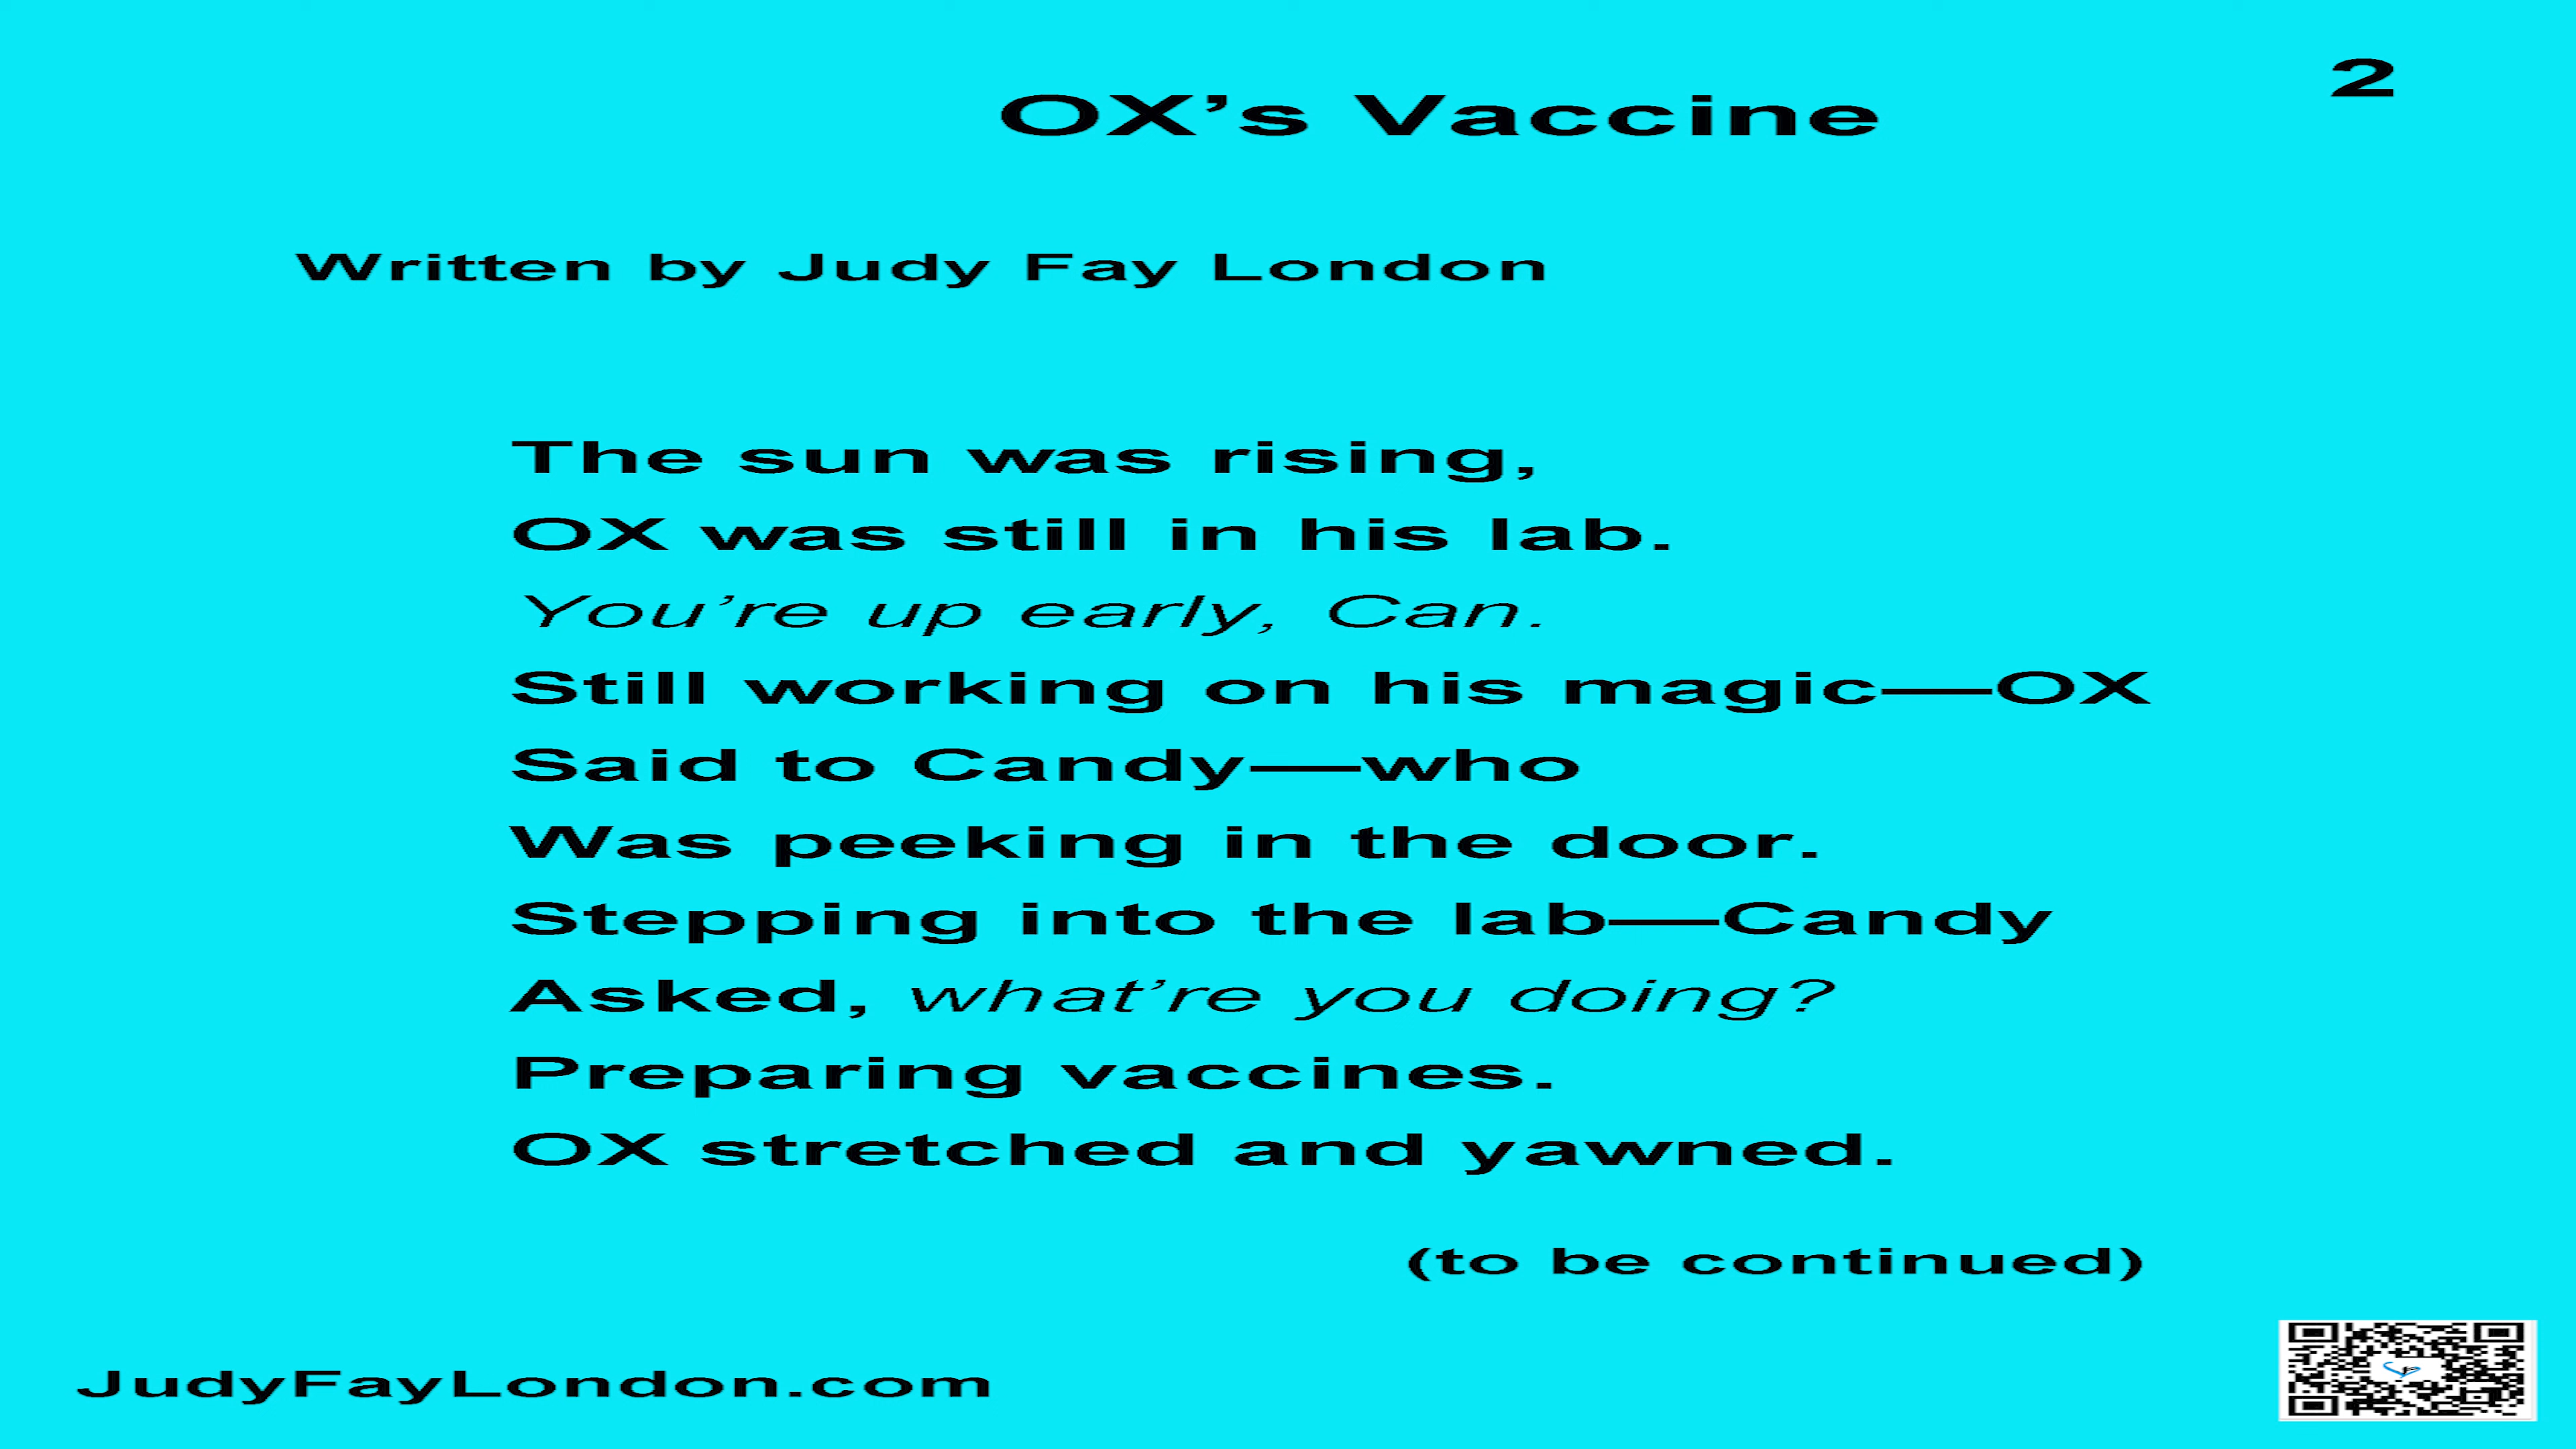 2
OX’s Vaccine
Written by Judy Fay London
The sun was rising,
OX was still in his lab.
You’re up early, Can.
Still working on his magic—OX
Said to Candy—who
Was peeking in the door.
Stepping into the lab—Candy
Asked, what’re you doing?
Preparing vaccines.
OX stretched and yawned.
(to be continued)
JudyFayLondon.com